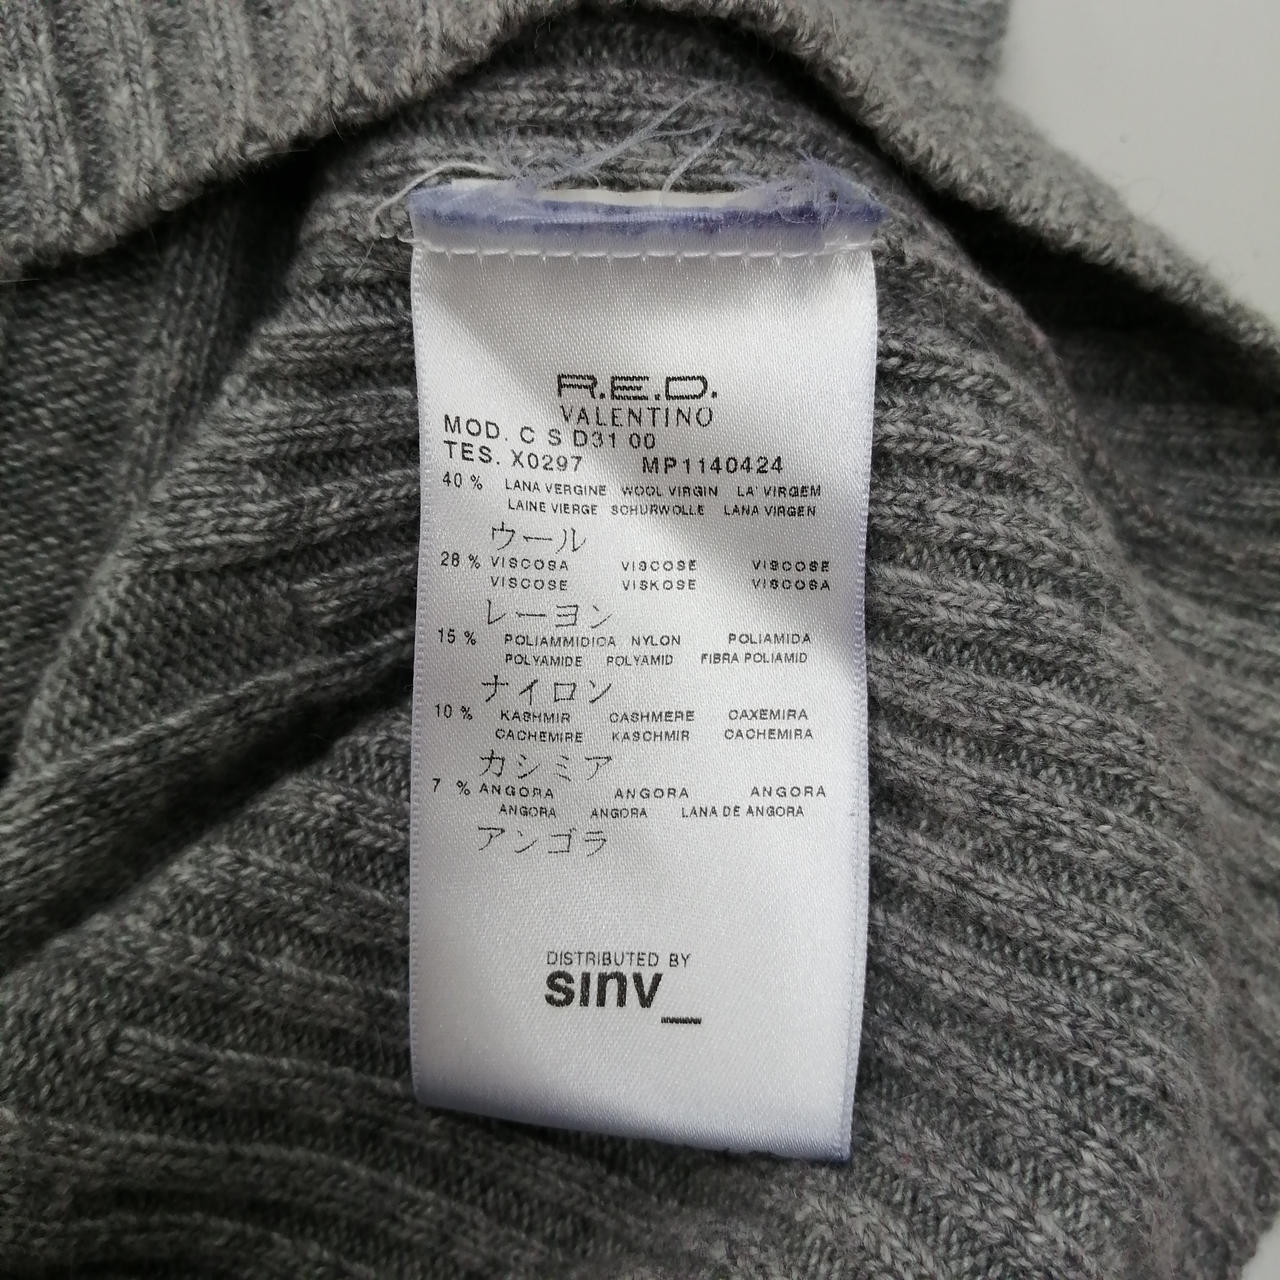 R.E.D.
VALENTINO
MOD. C S D31 00
TES. X0297 MP1140424
40 % LANA VERGINE WOOL VIRGIN LA' VIRGEM
LAINE VIERGE SCHURWOLLE LANA VIRGEN
ウール
28 % VISCOSA VISCOSE VISCOSE
VISCOSE VISKOSE VISCOSA
レーヨン
15 % POLIAMMIDICA NYLON POLIAMIDA
POLYAMIDE POLYAMID FIBRA POLIAMID
ナイロン
10 % KASHMIR CASHMERE CAXEMIRA
CACHEMIRE KASCHMIR CACHEMIRA
カシミア
7 % ANGORA ANGORA ANGORA
ANGORA ANGORA LANA DE ANGORA
アンゴラ
DISTRIBUTED BY
sinv_